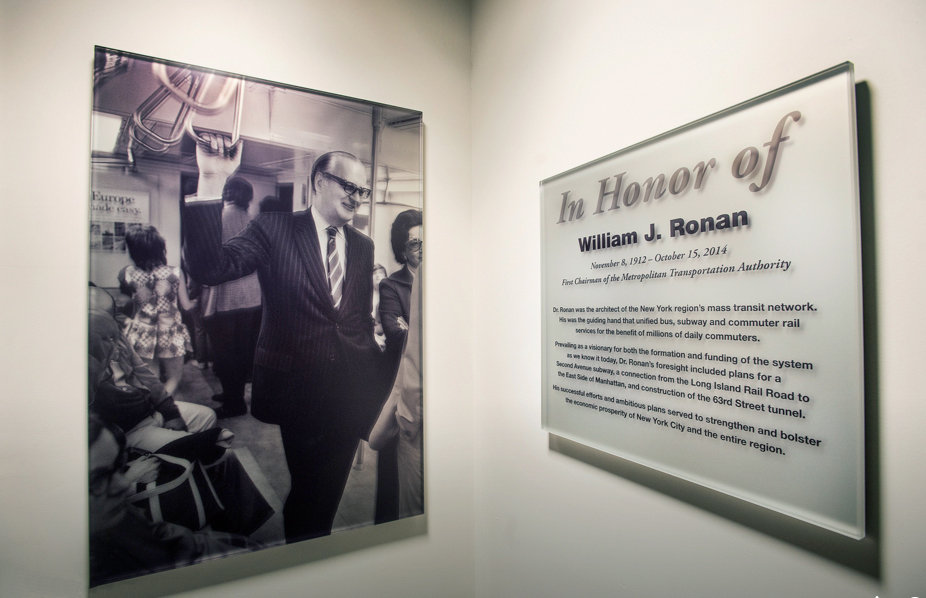 Europe
made easy.
In Honor of
William J. Ronan
November 8, 1912 – October 15, 2014
First Chairman of the Metropolitan Transportation Authority
Dr. Ronan was the architect of the New York region's mass transit network.
His was the guiding hand that unified bus, subway and commuter rail
services for the benefit of millions of daily commuters.
Prevailing as a visionary for both the formation and funding of the system
as we know it today, Dr. Ronan's foresight included plans for a
Second Avenue subway, a connection from the Long Island Rail Road to
the East Side of Manhattan, and construction of the 63rd Street tunnel.
His successful efforts and ambitious plans served to strengthen and bolster
the economic prosperity of New York City and the entire region.